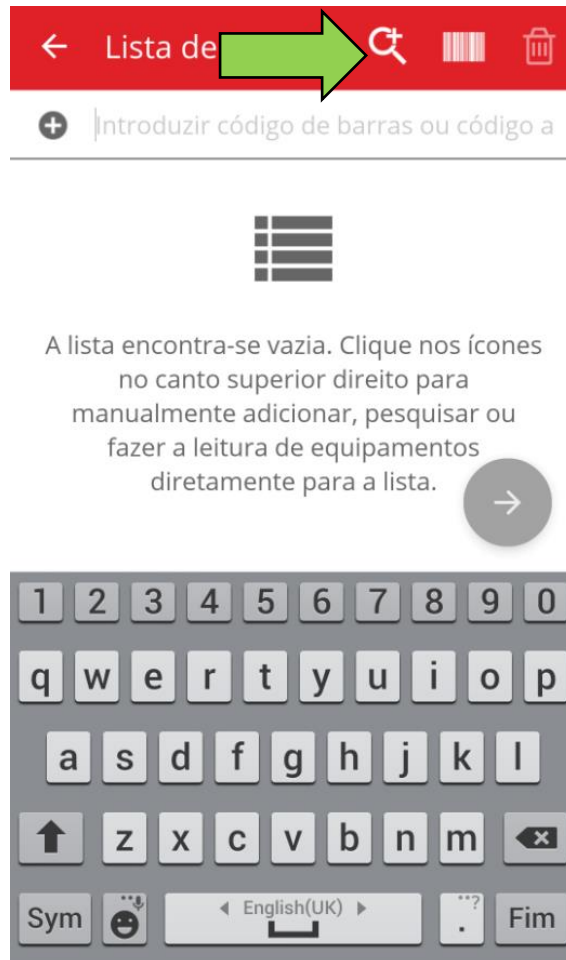 Lista de
Introduzir código de barras ou código a
A lista encontra-se vazia. Clique nos ícones
no canto superior direito para
manualmente adicionar, pesquisar ou
fazer a leitura de equipamentos
diretamente para a lista.
1 2 3 4 5 6 7 8 9 0
q w e r t y u i o p
a s d f g h j k l
z x c v b n m
Sym English(UK) . ? Fim